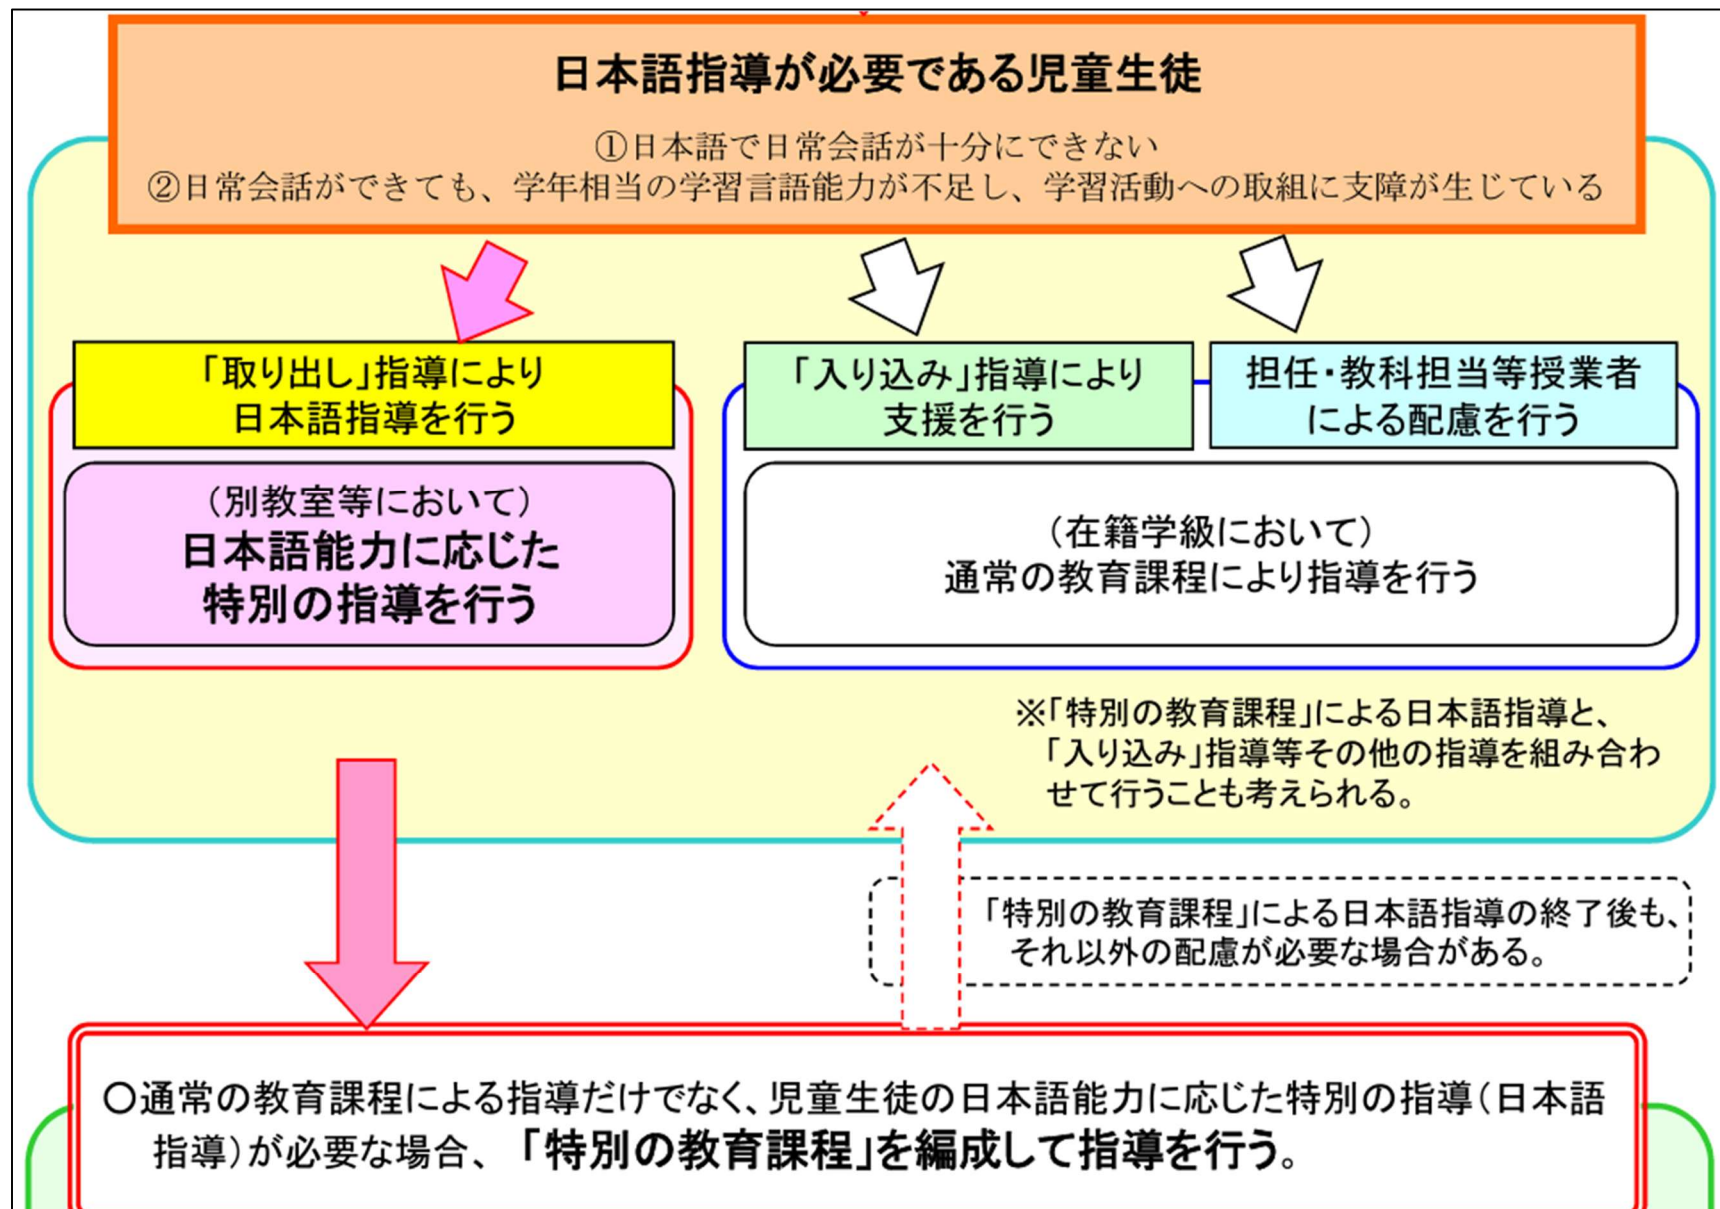 日本語指導が必要である児童生徒
①日本語で日常会話が十分にできない
②日常会話ができても、学年相当の学習言語能力が不足し、学習活動への取組に支障が生じている
「取り出し」指導により
日本語指導を行う
(別教室等において)
日本語能力に応じた
特別の指導を行う
「入り込み」指導により
支援を行う
担任・教科担当等授業者
による配慮を行う
(在籍学級において)
通常の教育課程により指導を行う
※「特別の教育課程」による日本語指導と、
「入り込み」指導等その他の指導を組み合わ
せて行うことも考えられる。
「特別の教育課程」による日本語指導の終了後も、
それ以外の配慮が必要な場合がある。
○通常の教育課程による指導だけでなく、児童生徒の日本語能力に応じた特別の指導(日本語
指導)が必要な場合、「特別の教育課程」を編成して指導を行う。